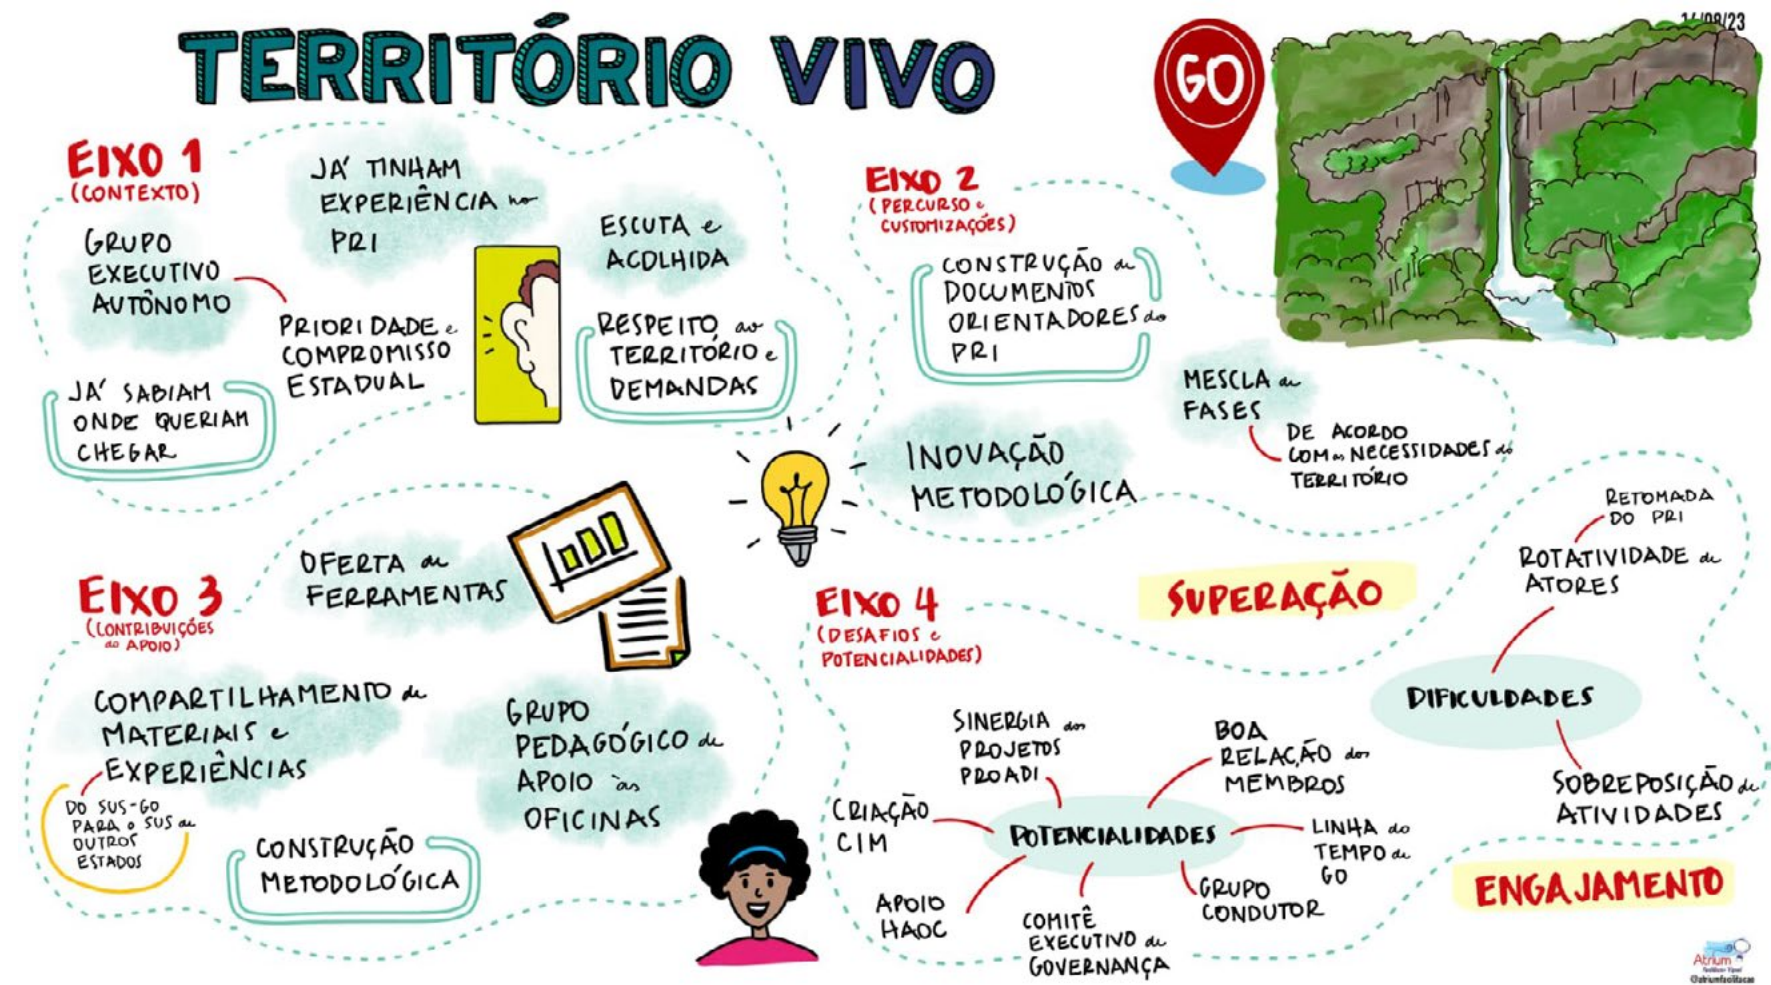 TERRITÓRIO VIVO
GO
EIXO 1
(CONTEXTO)
GRUPO
EXECUTIVO
AUTÔNOMO
PRIORIDADE e
COMPROMISSO
ESTADUAL
JÁ SABIAM
ONDE QUERIAM
CHEGAR
JÁ TINHAM
EXPERIÊNCIA no
PRI
ESCUTA e
ACOLHIDA
RESPEITO ao
TERRITÓRIO e
DEMANDAS
EIXO 2
(PERCURSO e
CUSTOMIZAÇÕES)
CONSTRUÇÃO de
DOCUMENTOS
ORIENTADORES do
PRI
MESCLA de
FASES
DE ACORDO
COM as NECESSIDADES do
TERRITÓRIO
INOVAÇÃO
METODOLÓGICA
EIXO 3
(CONTRIBUIÇÕES
do APOIO)
OFERTA de
FERRAMENTAS
COMPARTILHAMENTO de
MATERIAIS e
EXPERIÊNCIAS
DO SUS-GO
PARA o SUS de
OUTROS
ESTADOS
CONSTRUÇÃO
METODOLÓGICA
GRUPO
PEDAGÓGICO de
APOIO às
OFICINAS
EIXO 4
(DESAFIOS e
POTENCIALIDADES)
SUPERAÇÃO
POTENCIALIDADES
SINERGIA dos
PROJETOS
PROADI
BOA
RELAÇÃO dos
MEMBROS
CRIAÇÃO
CIM
LINHA do
TEMPO de
GO
APOIO
HAOC
COMITÊ
EXECUTIVO de
GOVERNANÇA
GRUPO
CONDUTOR
RETOMADA
DO PRI
ROTATIVIDADE de
ATORES
DIFICULDADES
SOBREPOSIÇÃO de
ATIVIDADES
ENGAJAMENTO
Atrium
@atriumfacilitacao